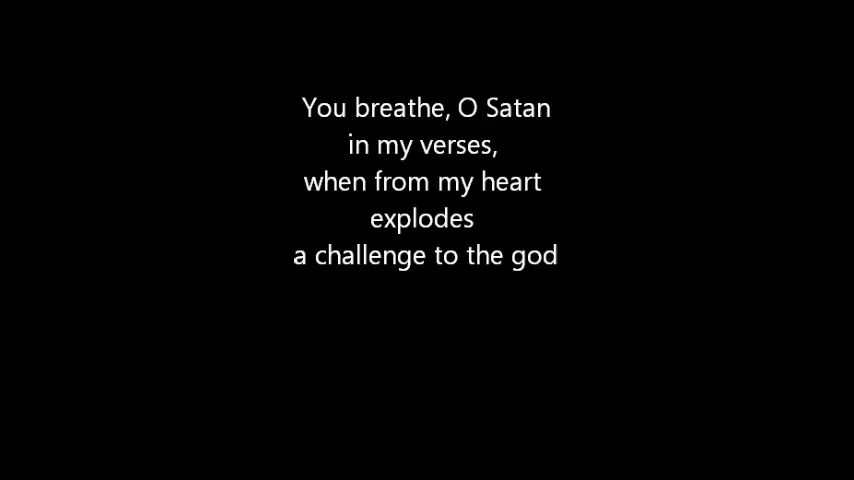 You breathe, O Satan
in my verses,
when from my heart
explodes
a challenge to the god